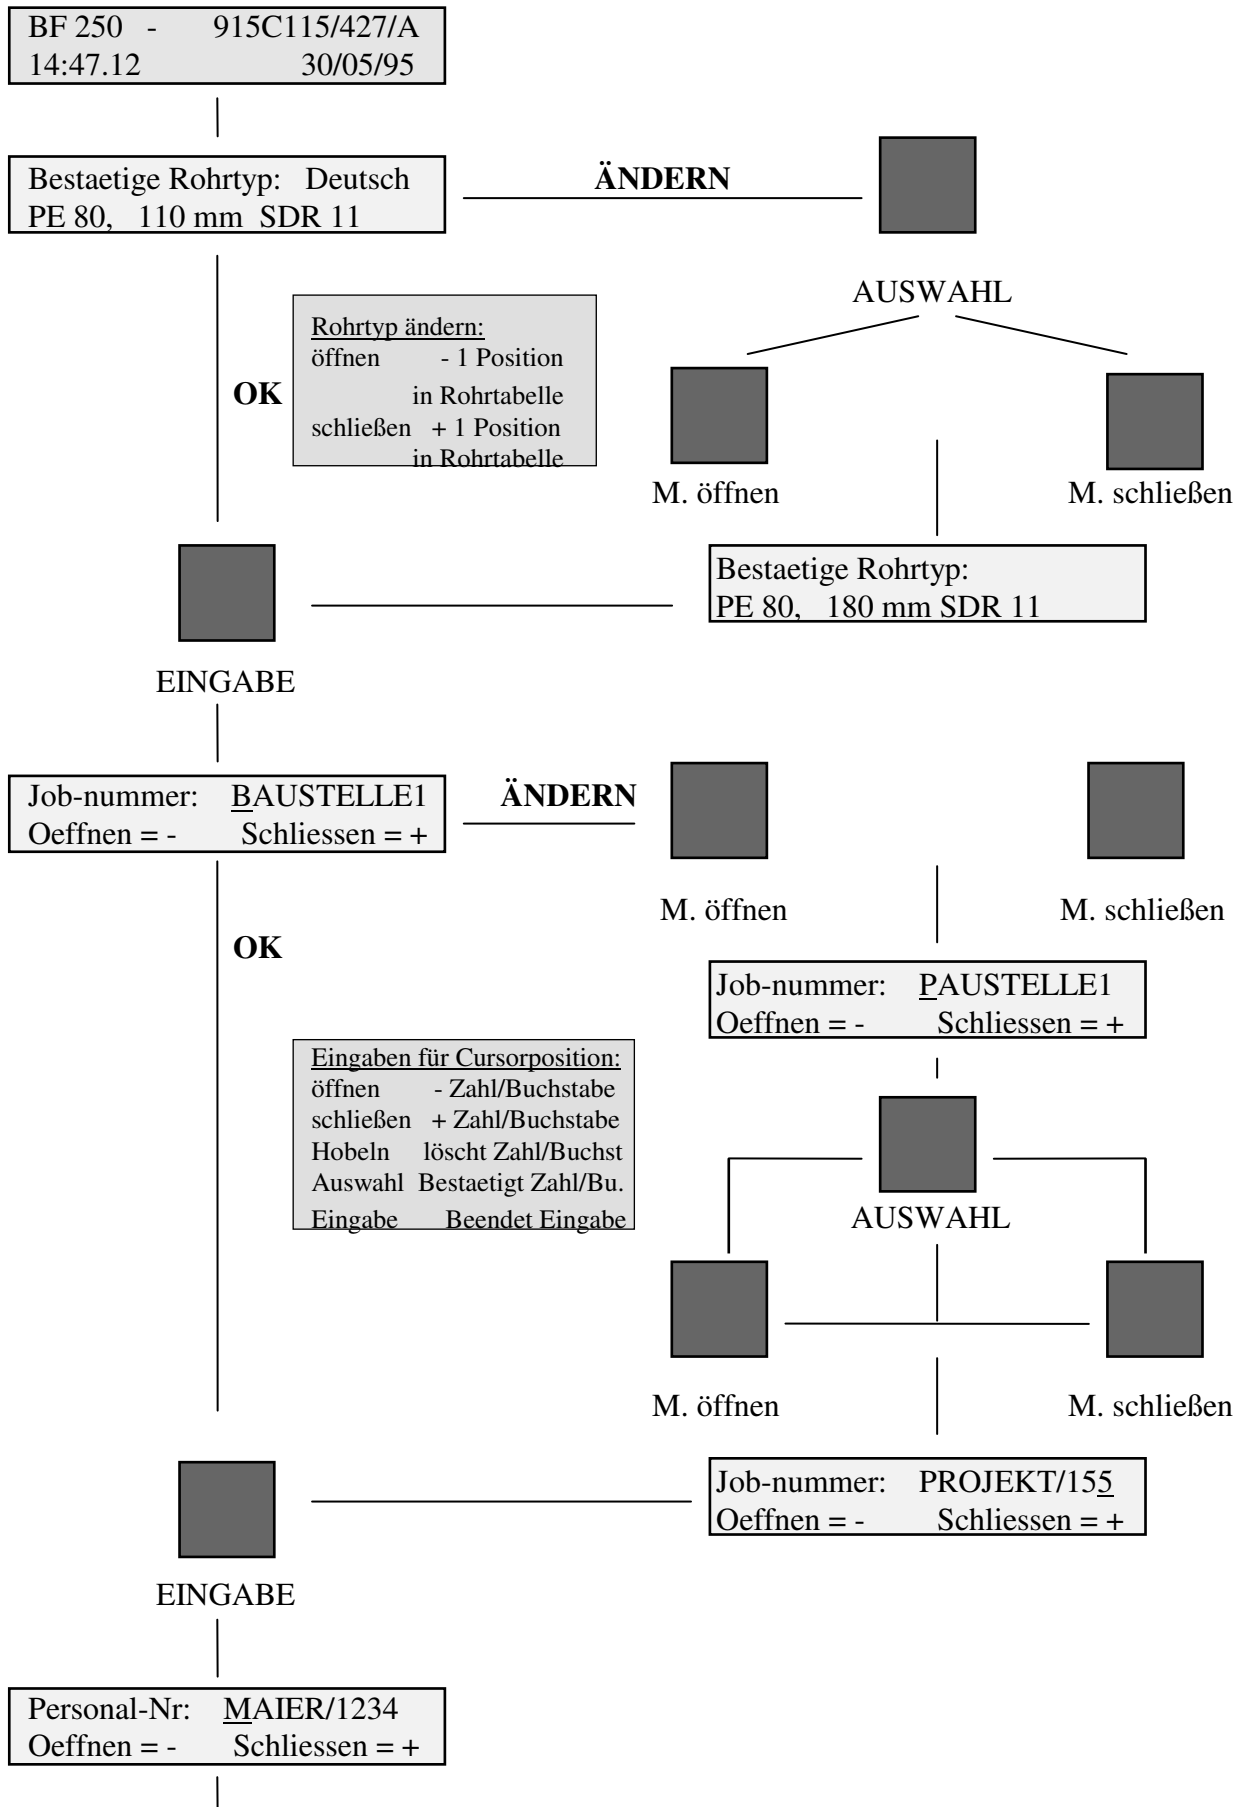 BF 250 - 915C115/427/A
14:47.12 30/05/95
Bestaetige Rohrtyp: Deutsch
PE 80, 110 mm SDR 11
ÄNDERN
AUSWAHL
OK
Rohrtyp ändern:
öffnen - 1 Position
in Rohrtabelle
schließen + 1 Position
in Rohrtabelle
M. öffnen
M. schließen
Bestaetige Rohrtyp:
PE 80, 180 mm SDR 11
EINGABE
Job-nummer: BAUSTELLE1
Oeffnen = - Schliessen = +
ÄNDERN
M. öffnen
M. schließen
OK
Job-nummer: PAUSTELLE1
Oeffnen = - Schliessen = +
Eingaben für Cursorposition:
öffnen - Zahl/Buchstabe
schließen + Zahl/Buchstabe
Hobeln löscht Zahl/Buchst
Auswahl Bestaetigt Zahl/Bu.
Eingabe Beendet Eingabe
AUSWAHL
M. öffnen
M. schließen
Job-nummer: PROJEKT/155
Oeffnen = - Schliessen = +
EINGABE
Personal-Nr: MAIER/1234
Oeffnen = - Schliessen = +